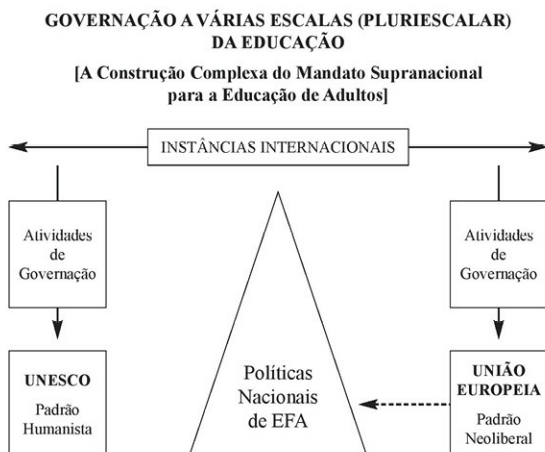 GOVERNAÇÃO A VÁRIAS ESCALAS (PLURIESCALAR)
DA EDUCAÇÃO
[A Construção Complexa do Mandato Supranacional
para a Educação de Adultos]
INSTÂNCIAS INTERNACIONAIS
Atividades
de
Governação
Atividades
de
Governação
UNESCO
Padrão
Humanista
Políticas
Nacionais
de EFA
UNIÃO
EUROPEIA
Padrão
Neoliberal